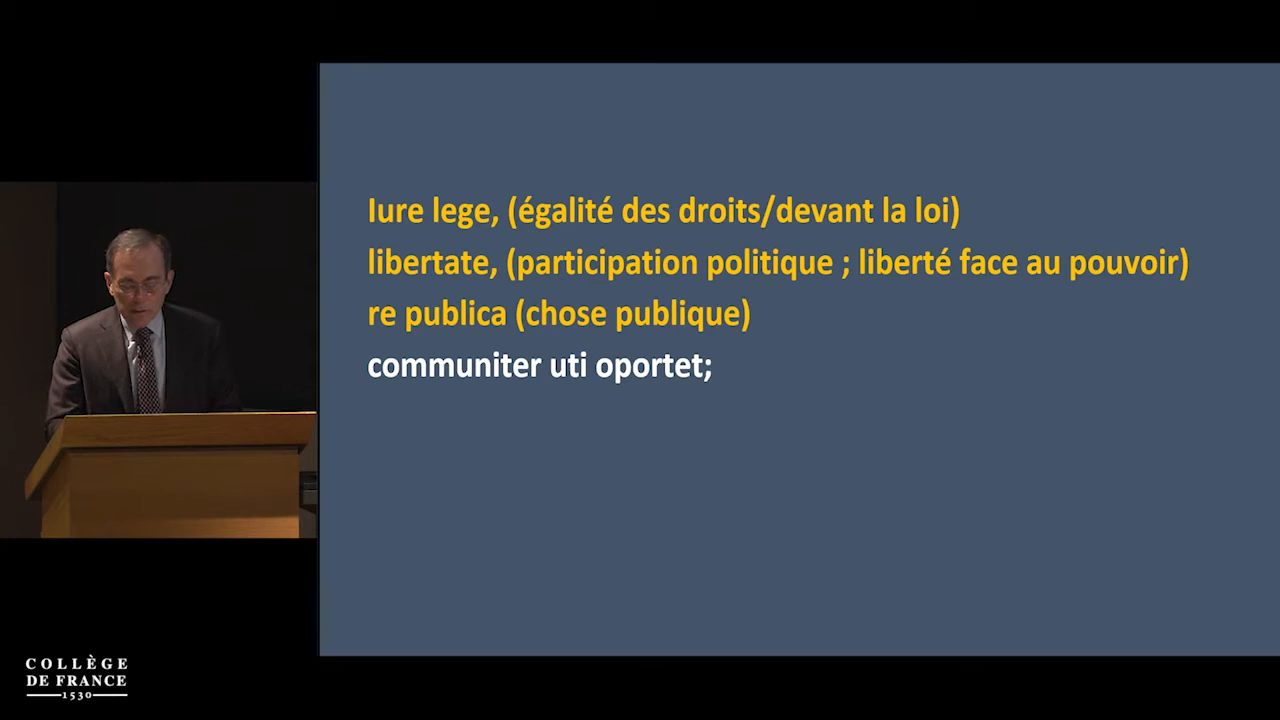 Iure lege, (égalité des droits/devant la loi)
libertate, (participation politique ; liberté face au pouvoir)
re publica (chose publique)
communiter uti oportet;
COLLÈGE
DE FRANCE
1530